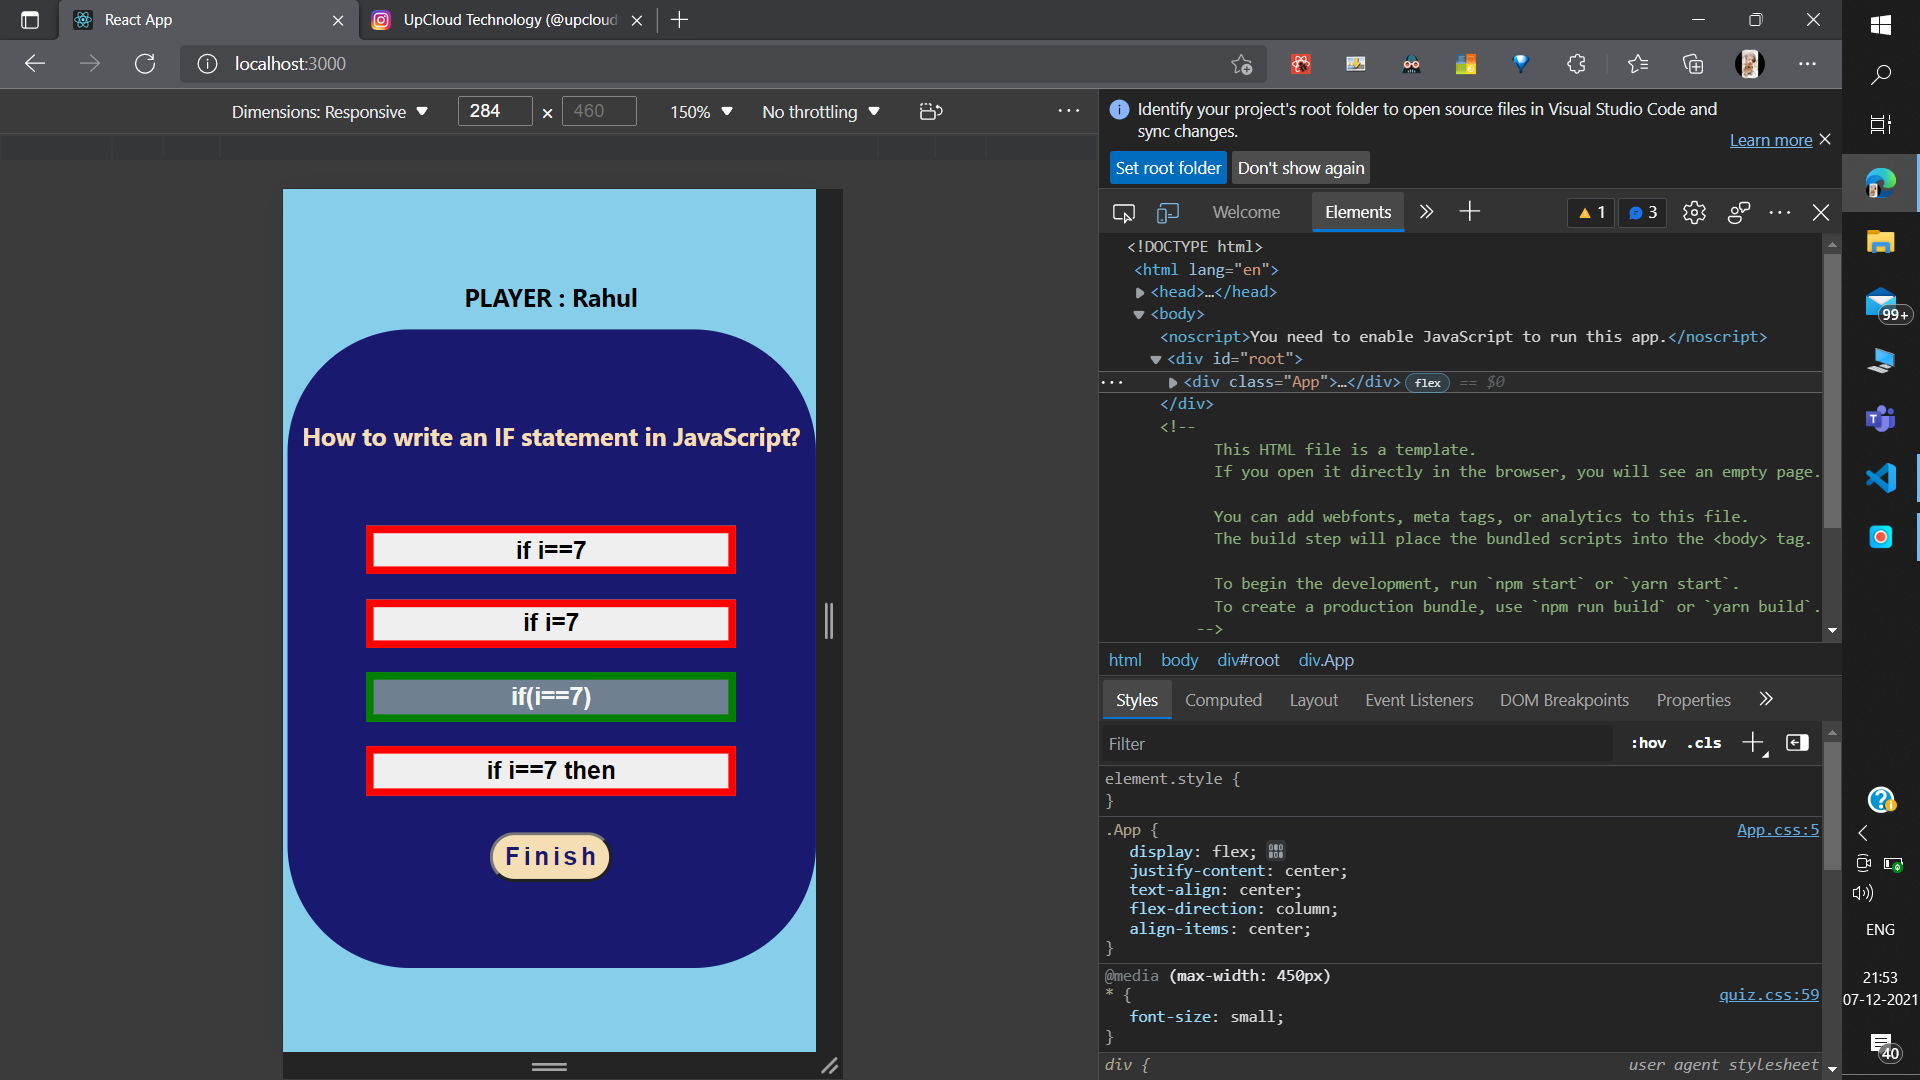 React App
UpCloud Technology (@upcloud
localhost:3000
Dimensions: Responsive
284 × 460
150%
No throttling
PLAYER : Rahul
How to write an IF statement in JavaScript?
if i==7
if i=7
if(i==7)
if i==7 then
Finish
Identify your project's root folder to open source files in Visual Studio Code and
sync changes.
Learn more
Set root folder
Don't show again
Welcome
Elements
1
3
<!DOCTYPE html>
<html lang="en">
<head>…</head>
<body>
<noscript>You need to enable JavaScript to run this app.</noscript>
<div id="root">
<div class="App">…</div> flex == $0
</div>
<!--
This HTML file is a template.
If you open it directly in the browser, you will see an empty page.
You can add webfonts, meta tags, or analytics to this file.
The build step will place the bundled scripts into the <body> tag.
To begin the development, run `npm start` or `yarn start`.
To create a production bundle, use `npm run build` or `yarn build`.
-->
html body div#root div.App
Styles Computed Layout Event Listeners DOM Breakpoints Properties
Filter
:hov .cls
element.style {
}
.App {
App.css:5
display: flex;
justify-content: center;
text-align: center;
flex-direction: column;
align-items: center;
}
@media (max-width: 450px)
* {
quiz.css:59
font-size: small;
}
div {
user agent stylesheet
99+
ENG
21:53
07-12-2021
40